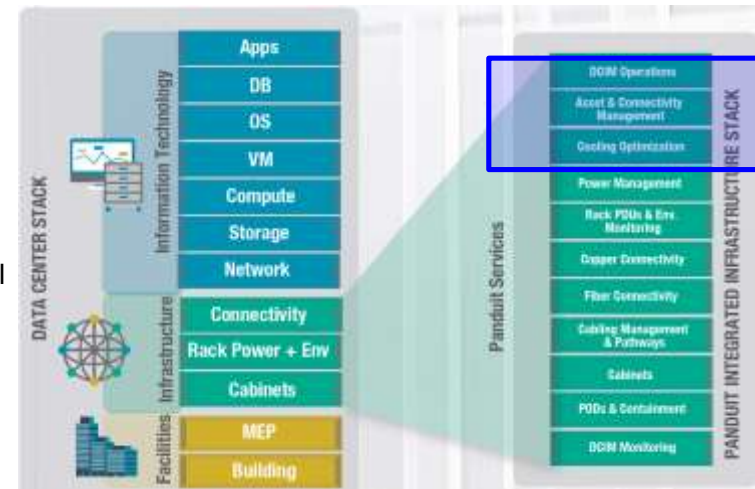 DATA CENTER STACK
Information Technology
Apps
DB
OS
VM
Compute
Storage
Network
Infrastructure
Connectivity
Rack Power + Env
Cabinets
Facilities
MEP
Building
l
Panduit Services
DCIM Operations
Asset & Connectivity
Management
Cooling Optimization
Power Management
Rack PDUs & Env.
Monitoring
Copper Connectivity
Fiber Connectivity
Cabling Management
& Pathways
Cabinets
PODs & Containment
DCIM Monitoring
PANDUIT INTEGRATED INFRASTRUCTURE STACK